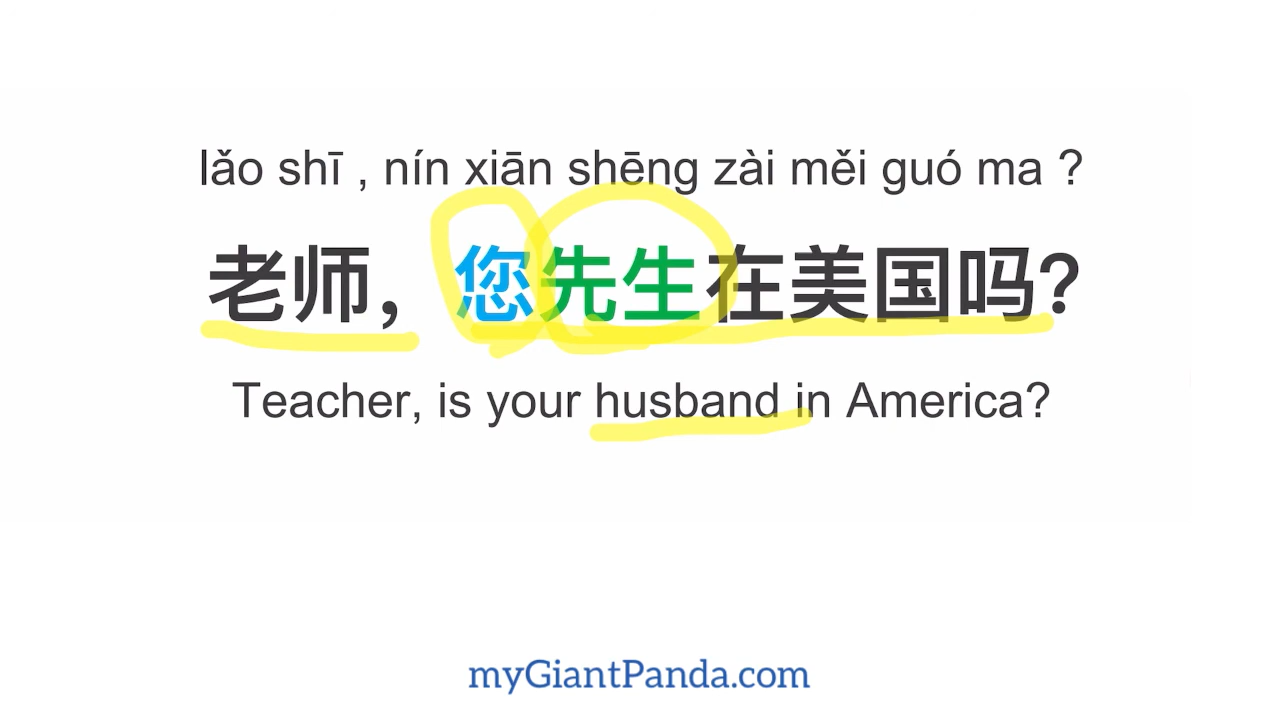 lǎo shī , nín xiān shēng zài měi guó ma ?
老师，您先生在美国吗？
Teacher, is your husband in America?
myGiantPanda.com